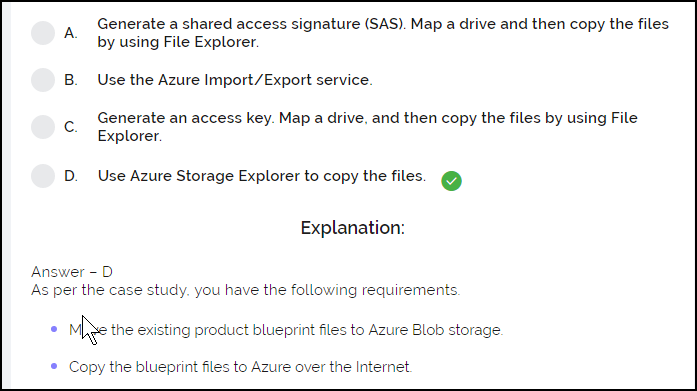 A. Generate a shared access signature (SAS). Map a drive and then copy the files
by using File Explorer.
B. Use the Azure Import/Export service.
C. Generate an access key. Map a drive, and then copy the files by using File
Explorer.
D. Use Azure Storage Explorer to copy the files.
Explanation:
Answer – D
As per the case study, you have the following requirements.
• Move the existing product blueprint files to Azure Blob storage.
• Copy the blueprint files to Azure over the Internet.